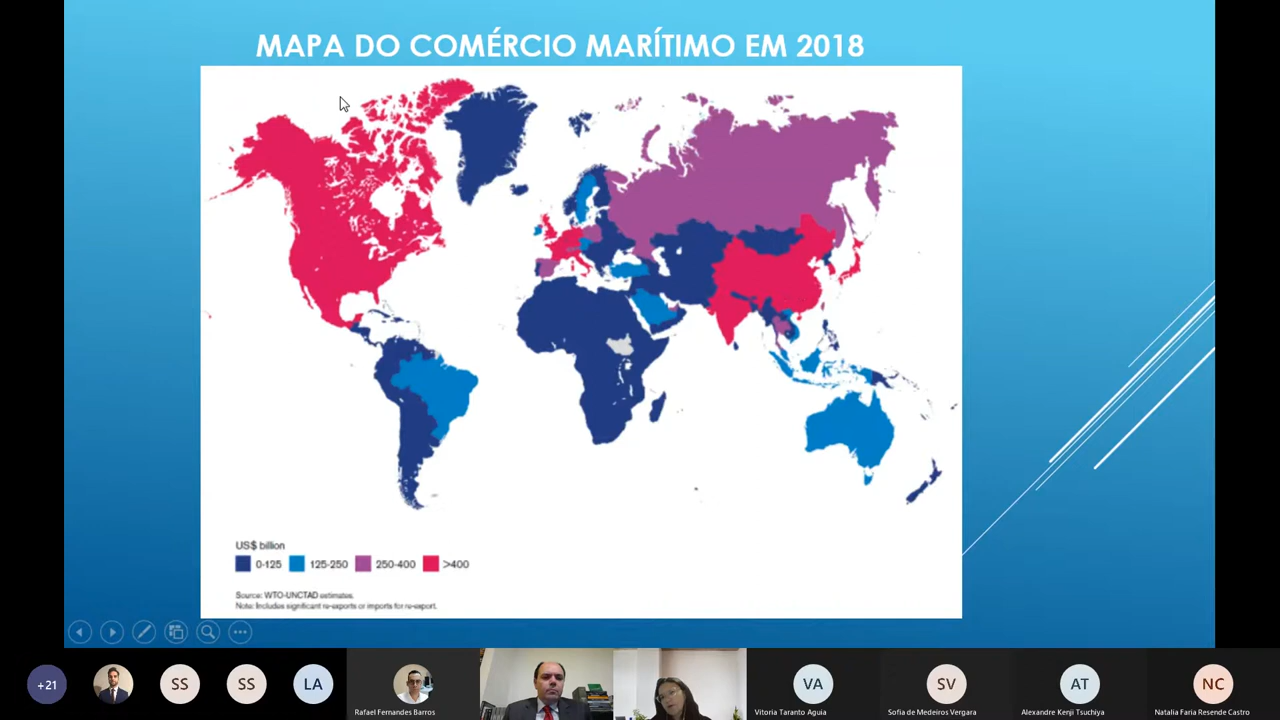 MAPA DO COMÉRCIO MARÍTIMO EM 2018
US$ billion
0-125 125-250 250-400 >400
Source: WTO-UNCTAD estimates.
Note: Includes significant re-exports or imports for re-export.
+21 SS SS LA VA SV AT NC
Rafael Fernandes Barros Vitoria Taranto Aguia Sofia de Medeiros Vergara Alexandre Kenji Tsuchiya Natalia Faria Resende Castro